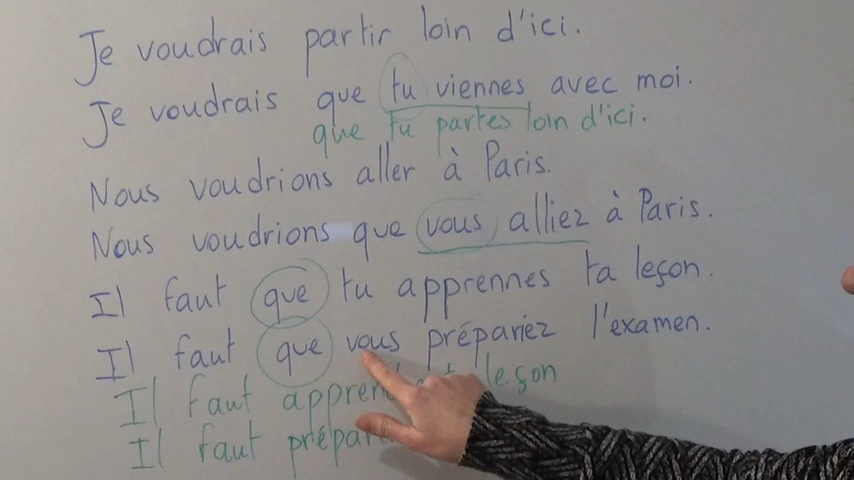 Je voudrais partir loin d'ici.
Je voudrais que tu viennes avec moi.
que tu partes loin d'ici.
Nous voudrions aller à Paris.
Nous voudrions que vous alliez à Paris.
Il faut que tu apprennes ta leçon.
Il faut que vous prépariez l'examen.
Il faut leçon
Il faut